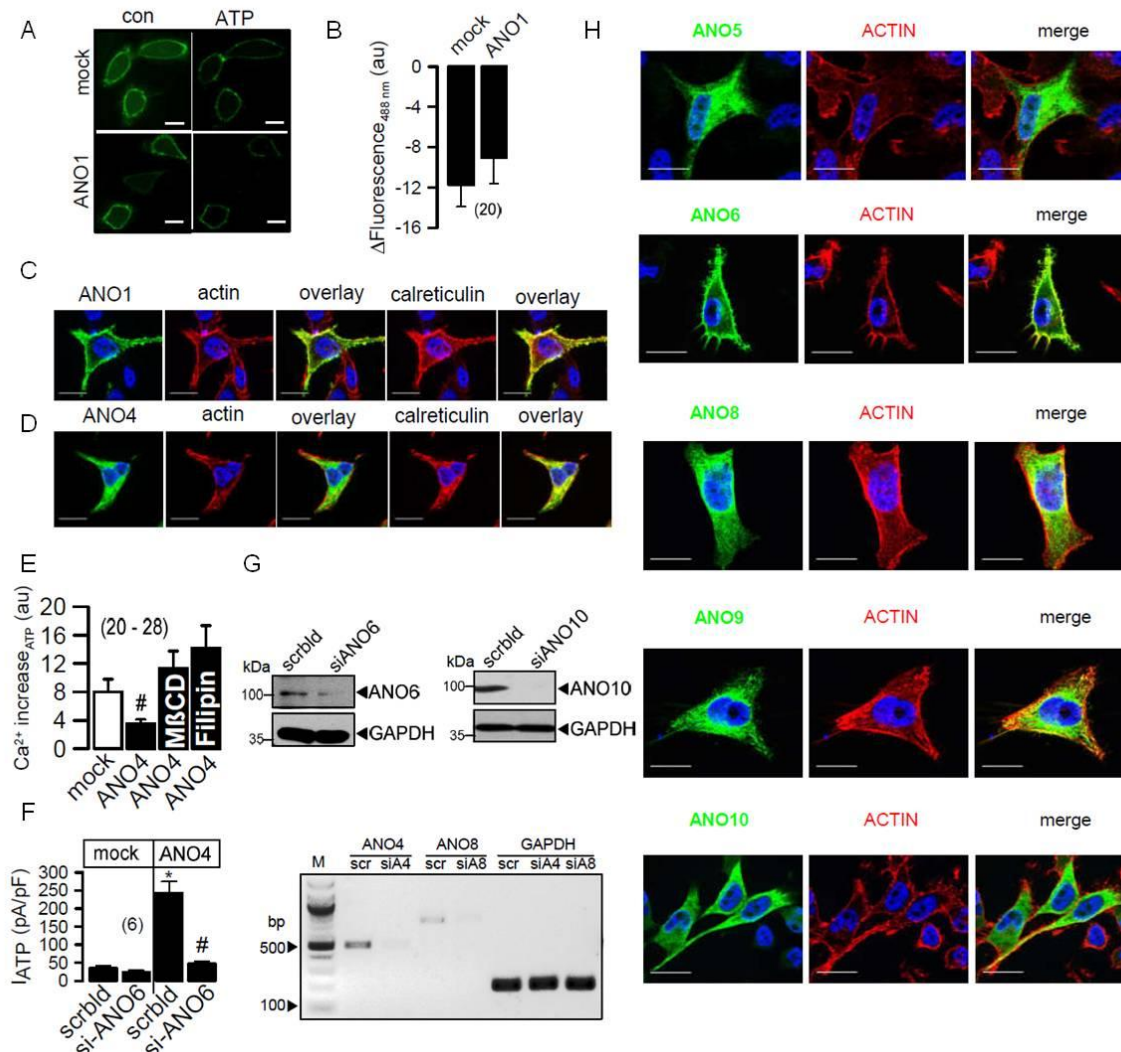 A
con ATP
mock
ANO1
B
mock ANO1
ΔFluorescence488 nm (au)
0
-4
-8
-12
-16
(20)
C
ANO1 actin overlay calreticulin overlay
D
ANO4 actin overlay calreticulin overlay
E
Ca2+ increaseATP (au)
20
16
12
8
4
0
(20 - 28)
#
MßCD
Filipin
mock ANO4 ANO4 ANO4
F
mock ANO4
IATP (pA/pF)
300
250
200
150
100
50
0
(6)
*
#
scrbld si-ANO6 scrbld si-ANO6
G
scrbld siANO6
kDa
100
ANO6
35
GAPDH
scrbld siANO10
kDa
100
ANO10
35
GAPDH
ANO4 ANO8 GAPDH
M scr siA4 scr siA8 scr siA4 siA8
bp
500
100
H
ANO5 ACTIN merge
ANO6 ACTIN merge
ANO8 ACTIN merge
ANO9 ACTIN merge
ANO10 ACTIN merge